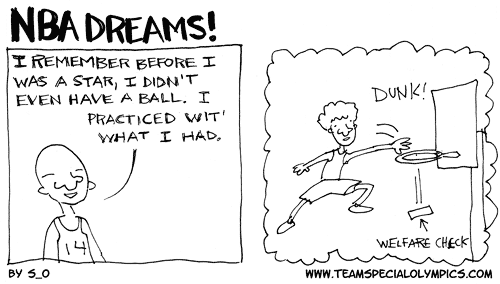 NBA DREAMS!
I REMEMBER BEFORE I
WAS A STAR, I DIDN'T
EVEN HAVE A BALL. I
PRACTICED WIT'
WHAT I HAD.
14
DUNK!
WELFARE CHECK
BY S_O
WWW.TEAMSPECIALOLYMPICS.COM